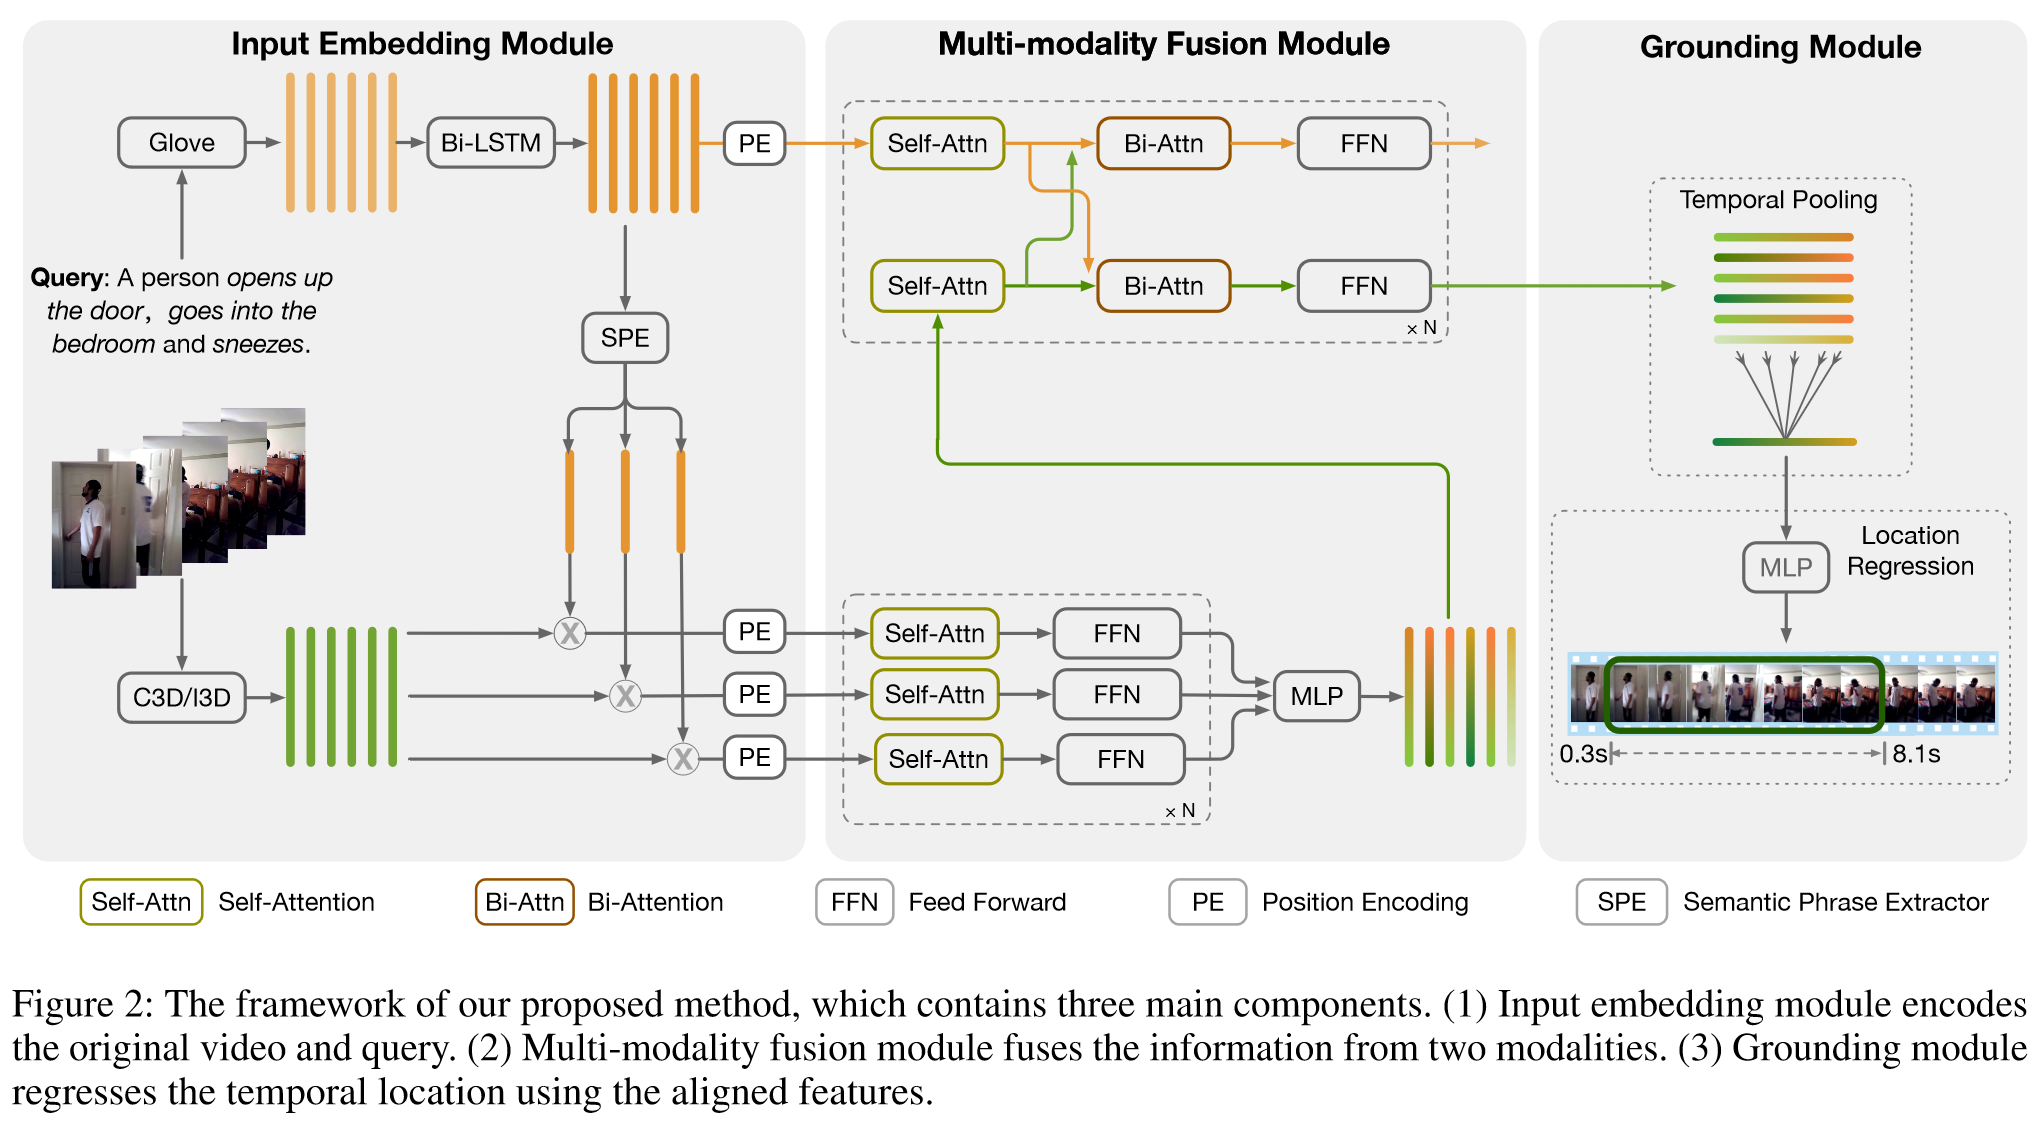 Input Embedding Module
Multi-modality Fusion Module
Grounding Module
Glove
Bi-LSTM
PE
Self-Attn
Bi-Attn
FFN
Temporal Pooling
Query: A person opens up
the door, goes into the
bedroom and sneezes.
SPE
Self-Attn
Bi-Attn
FFN
× N
C3D/I3D
X
X
X
PE
PE
PE
Self-Attn
FFN
Self-Attn
FFN
Self-Attn
FFN
× N
MLP
Location
Regression
MLP
0.3s
8.1s
Self-Attn Self-Attention
Bi-Attn Bi-Attention
FFN Feed Forward
PE Position Encoding
SPE Semantic Phrase Extractor
Figure 2: The framework of our proposed method, which contains three main components. (1) Input embedding module encodes
the original video and query. (2) Multi-modality fusion module fuses the information from two modalities. (3) Grounding module
regresses the temporal location using the aligned features.